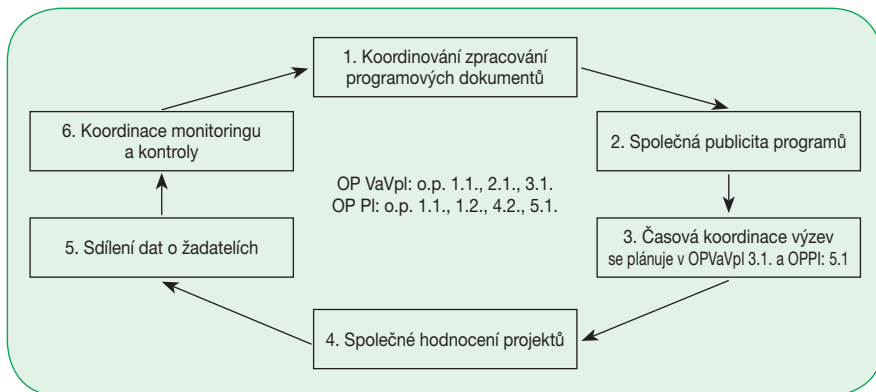 1. Koordinování zpracování
programových dokumentů
2. Společná publicita programů
3. Časová koordinace výzev
se plánuje v OPVaVpI 3.1. a OPPI: 5.1
4. Společné hodnocení projektů
5. Sdílení dat o žadatelích
6. Koordinace monitoringu
a kontroly
OP VaVpI: o.p. 1.1., 2.1., 3.1.
OP PI: o.p. 1.1., 1.2., 4.2., 5.1.